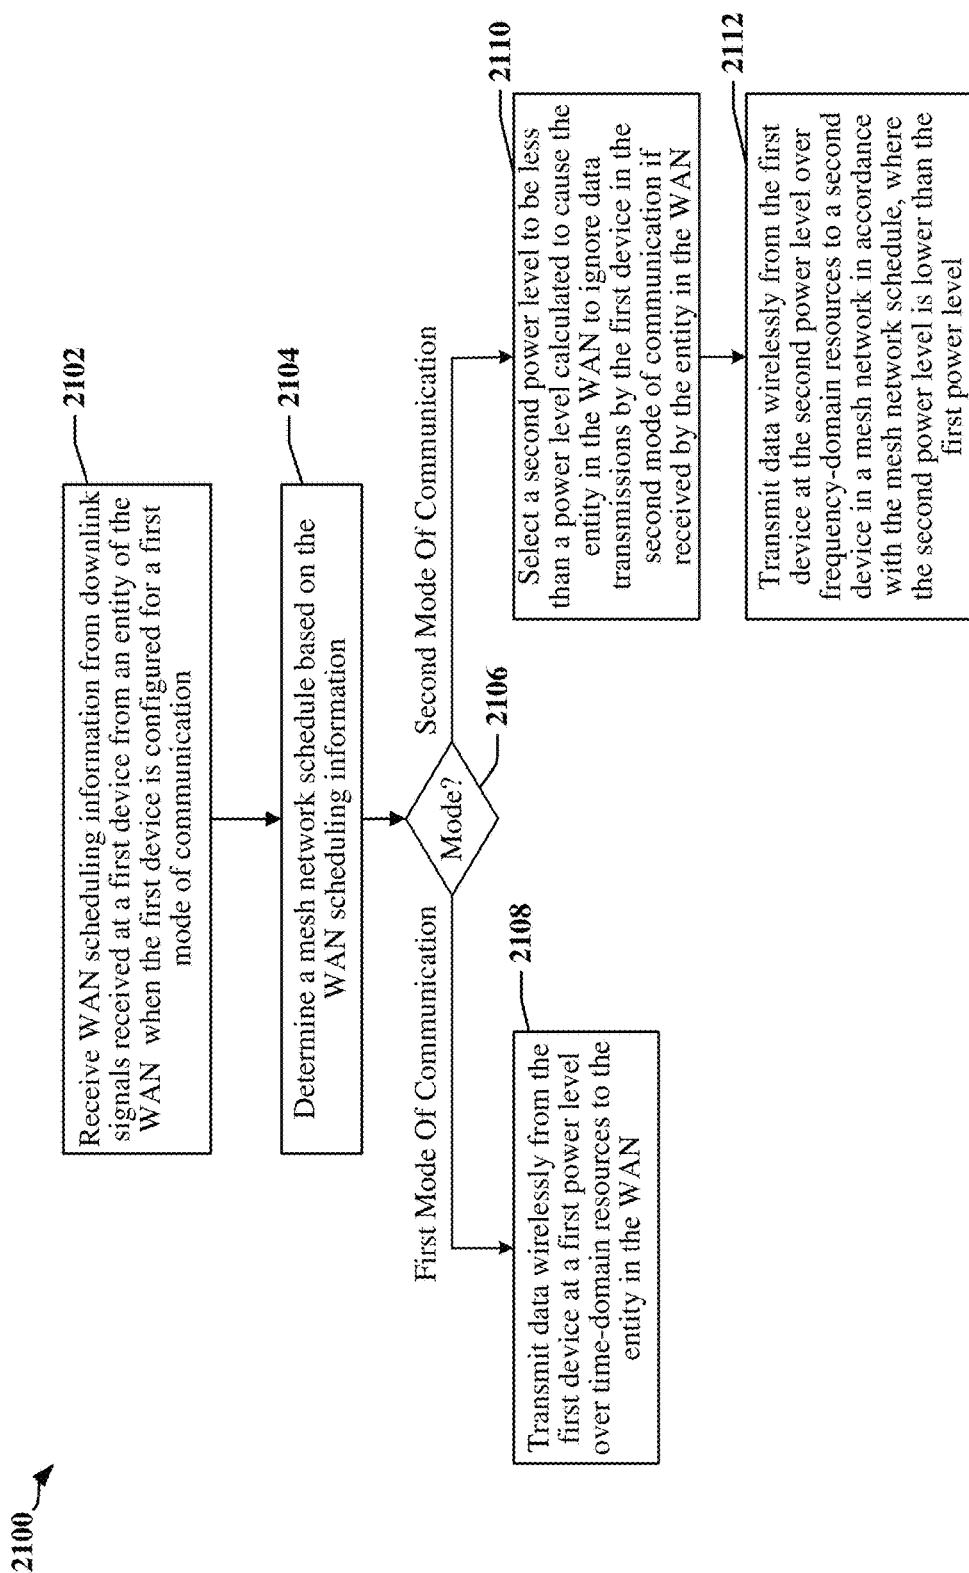 2100
2102
Receive WAN scheduling information from downlink
signals received at a first device from an entity of the
WAN when the first device is configured for a first
mode of communication
2104
Determine a mesh network schedule based on the
WAN scheduling information
First Mode Of Communication
Mode?
2106
Second Mode Of Communication
2108
Transmit data wirelessly from the
first device at a first power level
over time-domain resources to the
entity in the WAN
2110
Select a second power level to be less
than a power level calculated to cause the
entity in the WAN to ignore data
transmissions by the first device in the
second mode of communication if
received by the entity in the WAN
2112
Transmit data wirelessly from the first
device at the second power level over
frequency-domain resources to a second
device in a mesh network in accordance
with the mesh network schedule, where
the second power level is lower than the
first power level